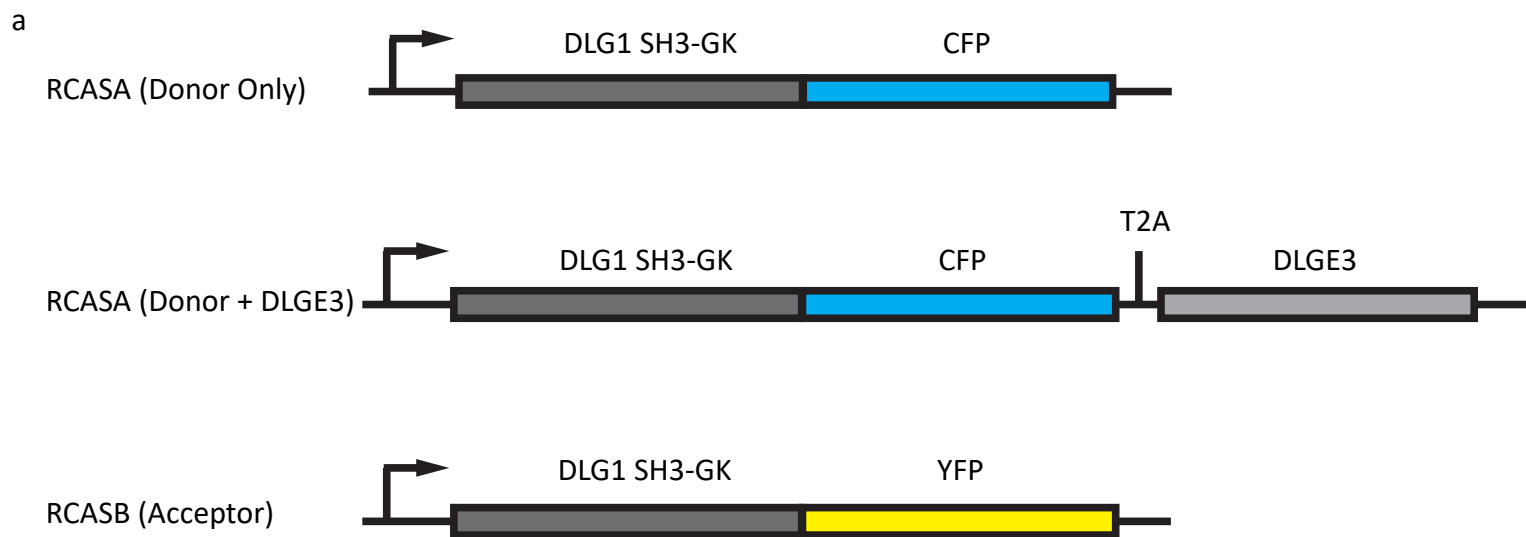 a
DLG1 SH3-GK CFP
RCASA (Donor Only)
T2A
DLG1 SH3-GK CFP DLGE3
RCASA (Donor + DLGE3)
DLG1 SH3-GK YFP
RCASB (Acceptor)